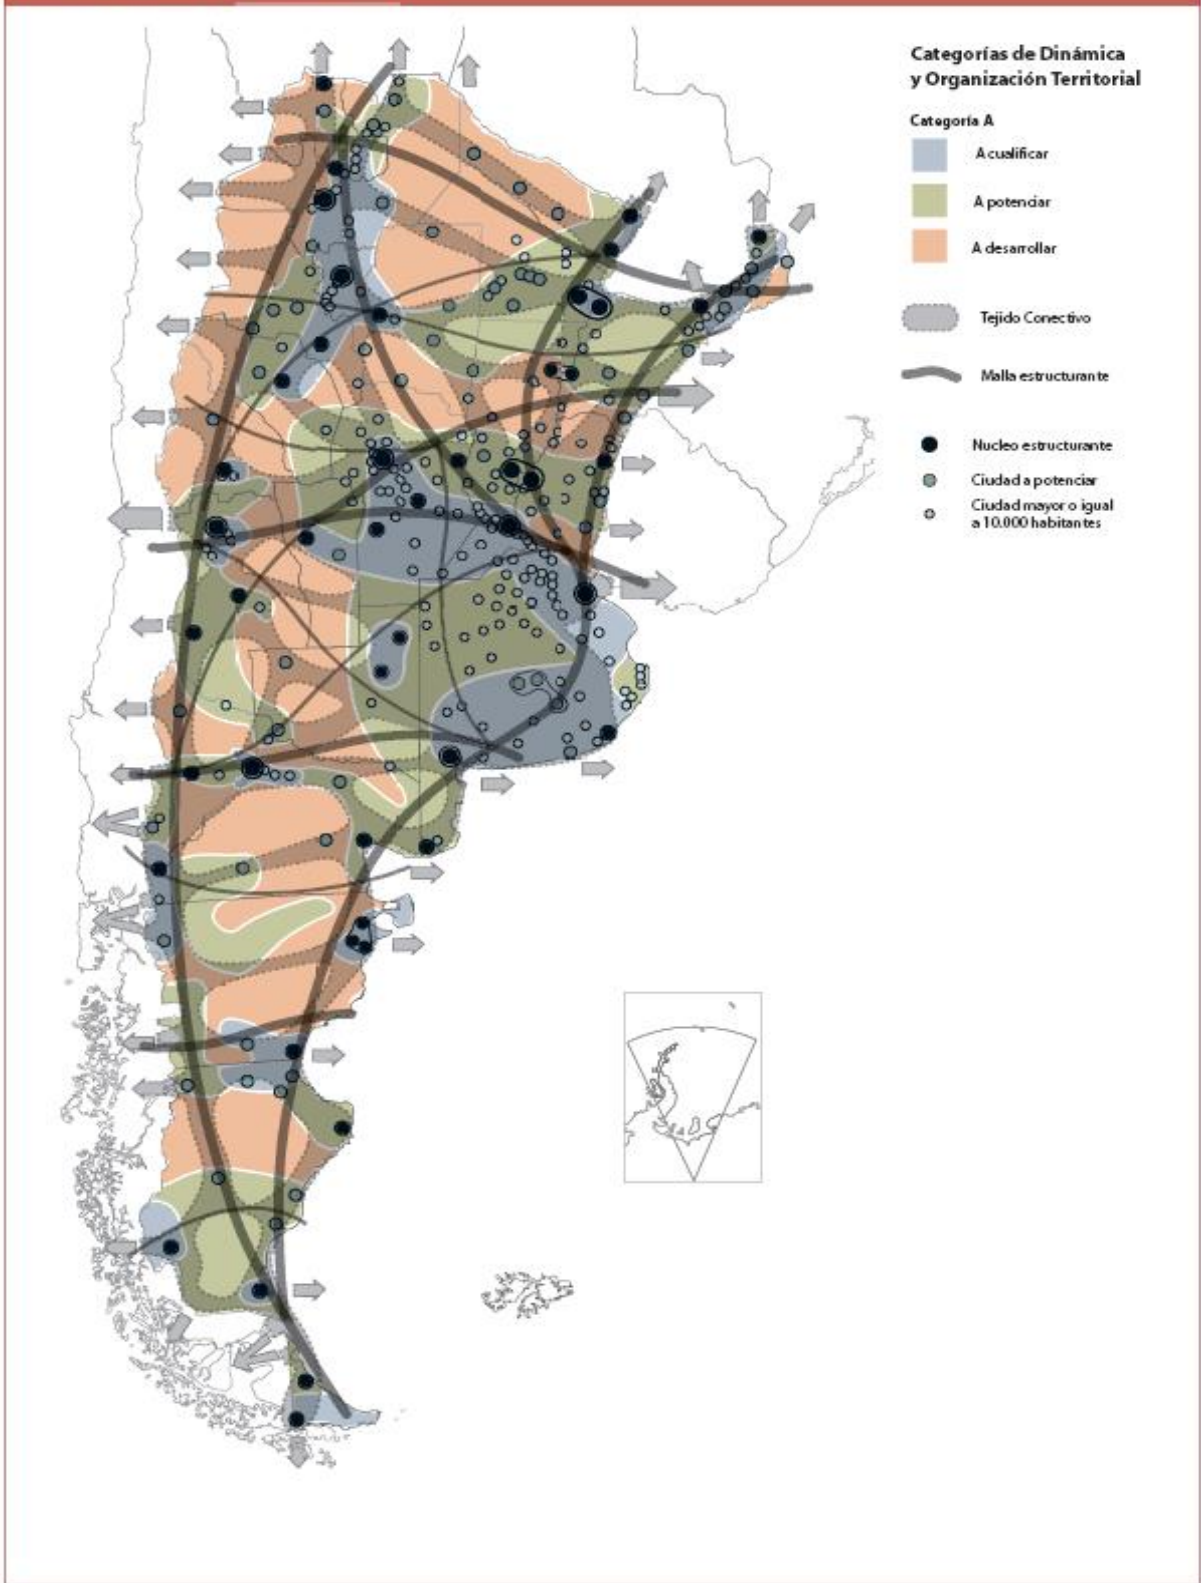 Categorías de Dinámica
y Organización Territorial
Categoría A
A cualificar
A potenciar
A desarrollar
Tejido Conectivo
Malla estructurante
Nucleo estructurante
Ciudad a potenciar
Ciudad mayor o igual
a 10.000 habitantes